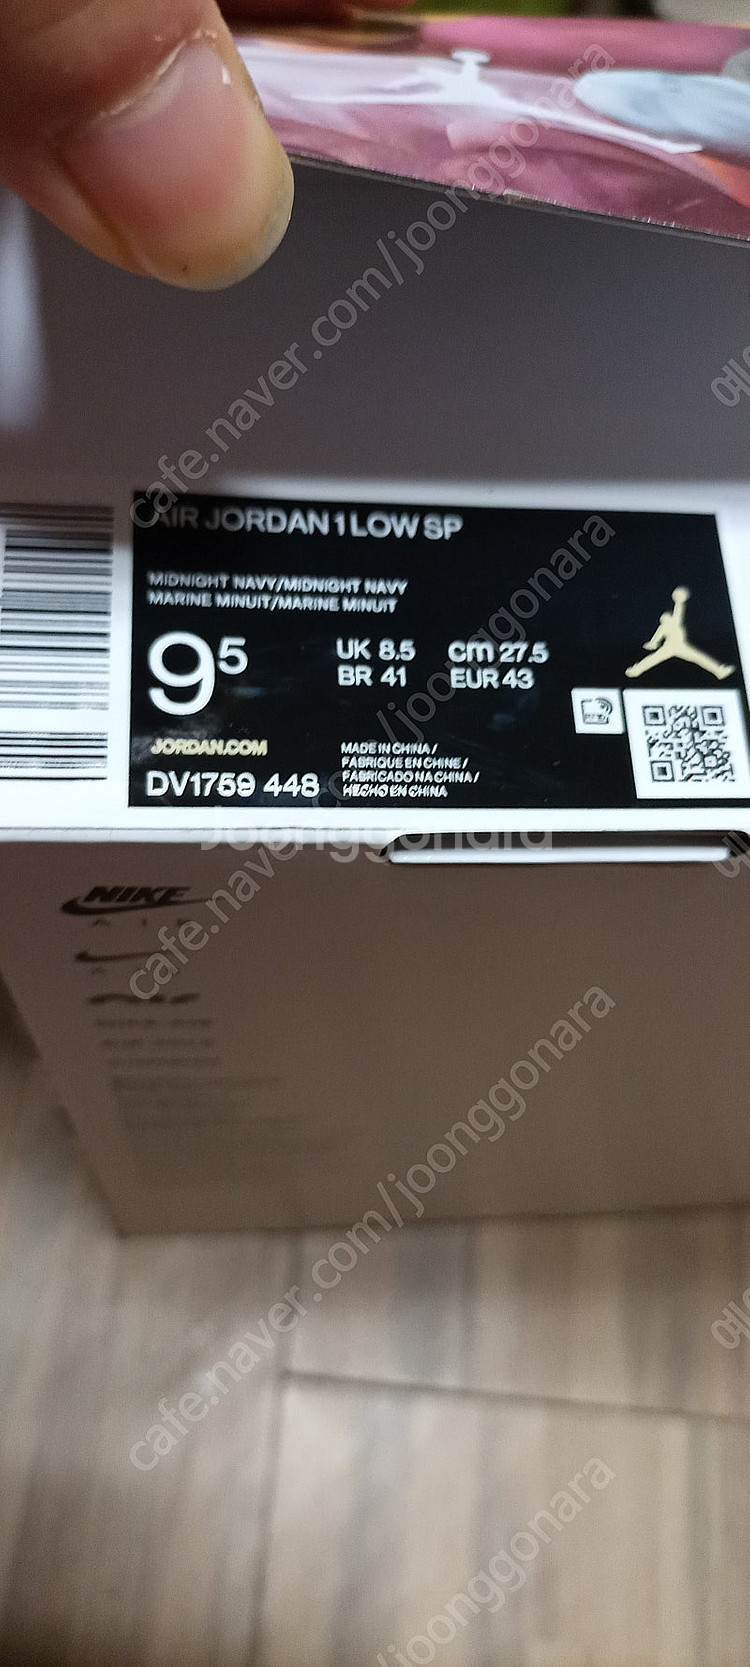 AIR JORDAN 1 LOW SP
MIDNIGHT NAVY/MIDNIGHT NAVY
MARINE MINUIT/MARINE MINUIT
9.5
UK 8.5 cm 27.5
BR 41 EUR 43
JORDAN.COM
DV1759 448
MADE IN CHINA /
FABRIQUE EN CHINE /
FABRICADO NA CHINA /
HECHO EN CHINA
Joonggonara
NIKE
AIR
cafe.naver.com/joonggonara
cafe.naver.com/joonggonara
cafe.naver.com/joonggonara
/joonggonara